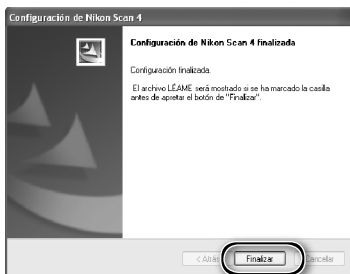 Configuración de Nikon Scan 4
Configuración de Nikon Scan 4 finalizada
Configuración finalizada.
El archivo LÉAME será mostrado si se ha marcado la casilla
antes de apretar el botón de "Finalizar".
< Atrás
Finalizar
Cancelar